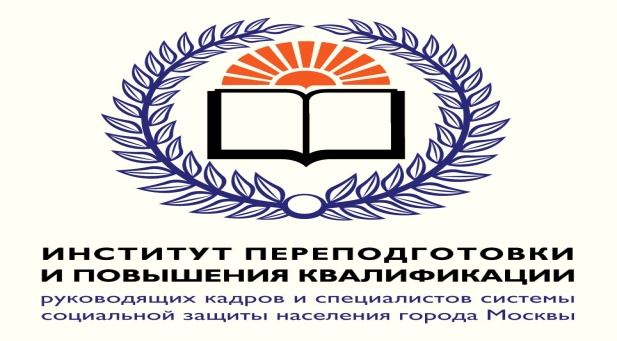 ИНСТИТУТ ПЕРЕПОДГОТОВКИ
И ПОВЫШЕНИЯ КВАЛИФИКАЦИИ
руководящих кадров и специалистов системы
социальной защиты населения города Москвы